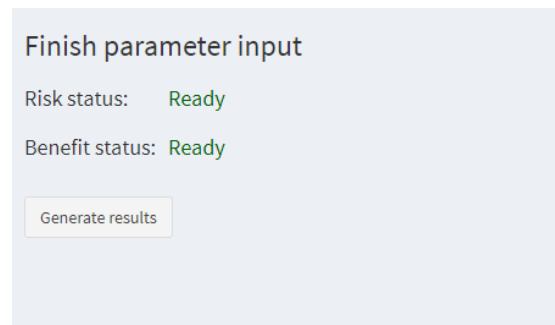 Finish parameter input
Risk status: Ready
Benefit status: Ready
Generate results